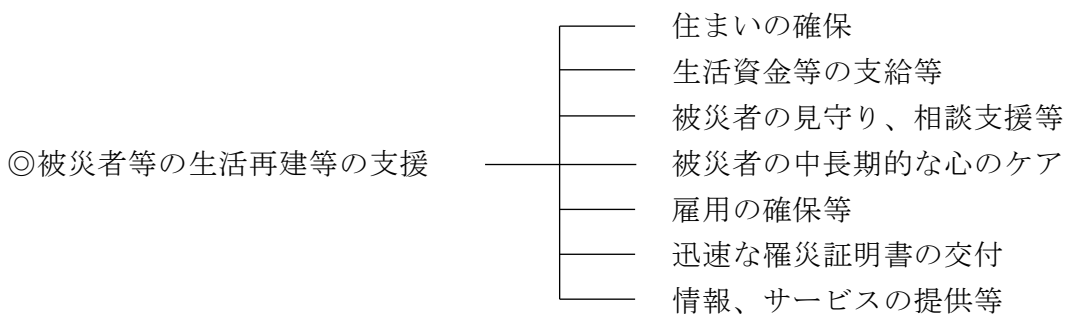 住まいの確保
生活資金等の支給等
被災者の見守り、相談支援等
◎被災者等の生活再建等の支援
被災者の中長期的な心のケア
雇用の確保等
迅速な罹災証明書の交付
情報、サービスの提供等